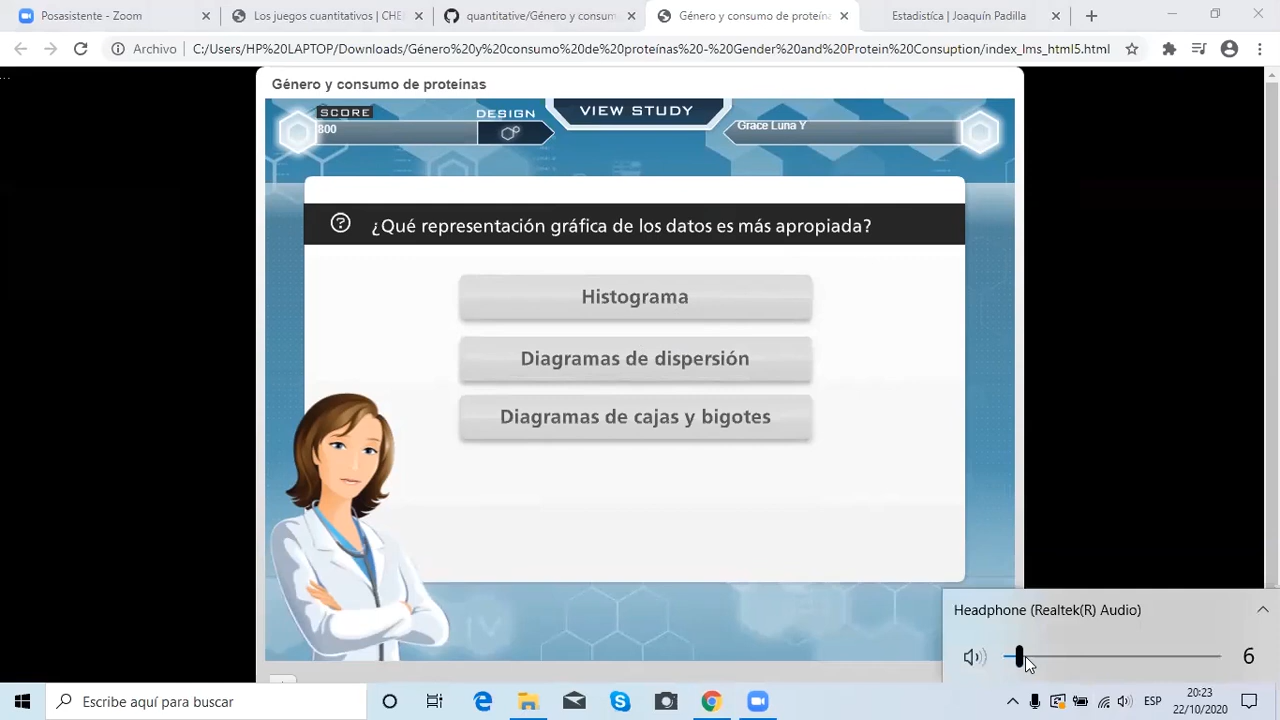 Posasistente - Zoom
Los juegos cuantitativos | CHE
quantitative/Género y consum
Género y consumo de proteína
Estadistíca | Joaquín Padilla
Archivo
C:/Users/HP%20LAPTOP/Downloads/Género%20y%20consumo%20de%20proteínas%20-%20Gender%20and%20Protein%20Consuption/index_lms_html5.html
...
Género y consumo de proteínas
SCORE
800
DESIGN
VIEW STUDY
Grace Luna Y
¿Qué representación gráfica de los datos es más apropiada?
Histograma
Diagramas de dispersión
Diagramas de cajas y bigotes
Headphone (Realtek(R) Audio)
6
Escribe aquí para buscar
ESP
20:23
22/10/2020